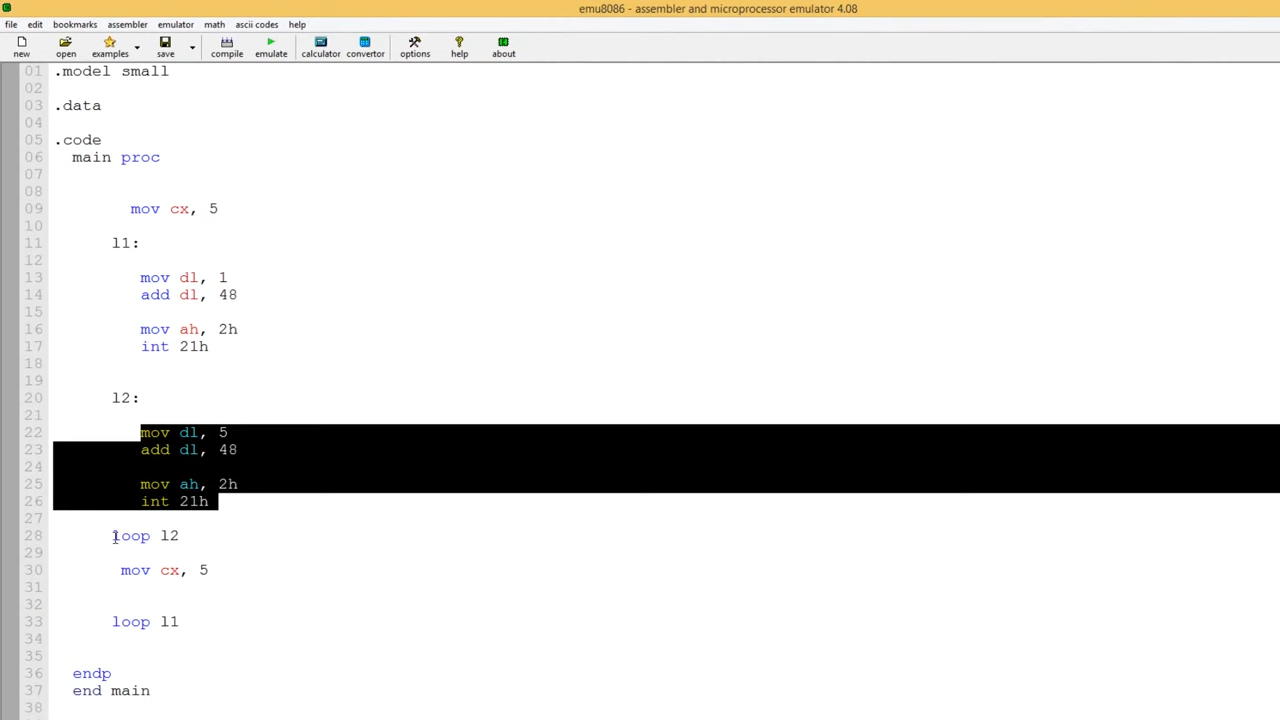 emu8086 - assembler and microprocessor emulator 4.08
file edit bookmarks assembler emulator math ascii codes help
new open examples save compile emulate calculator convertor options help about
01 .model small
02
03 .data
04
05 .code
06 main proc
07
08
09 mov cx, 5
10
11 l1:
12
13 mov dl, 1
14 add dl, 48
15
16 mov ah, 2h
17 int 21h
18
19
20 l2:
21
22 mov dl, 5
23 add dl, 48
24
25 mov ah, 2h
26 int 21h
27
28 loop l2
29
30 mov cx, 5
31
32
33 loop l1
34
35
36 endp
37 end main
38